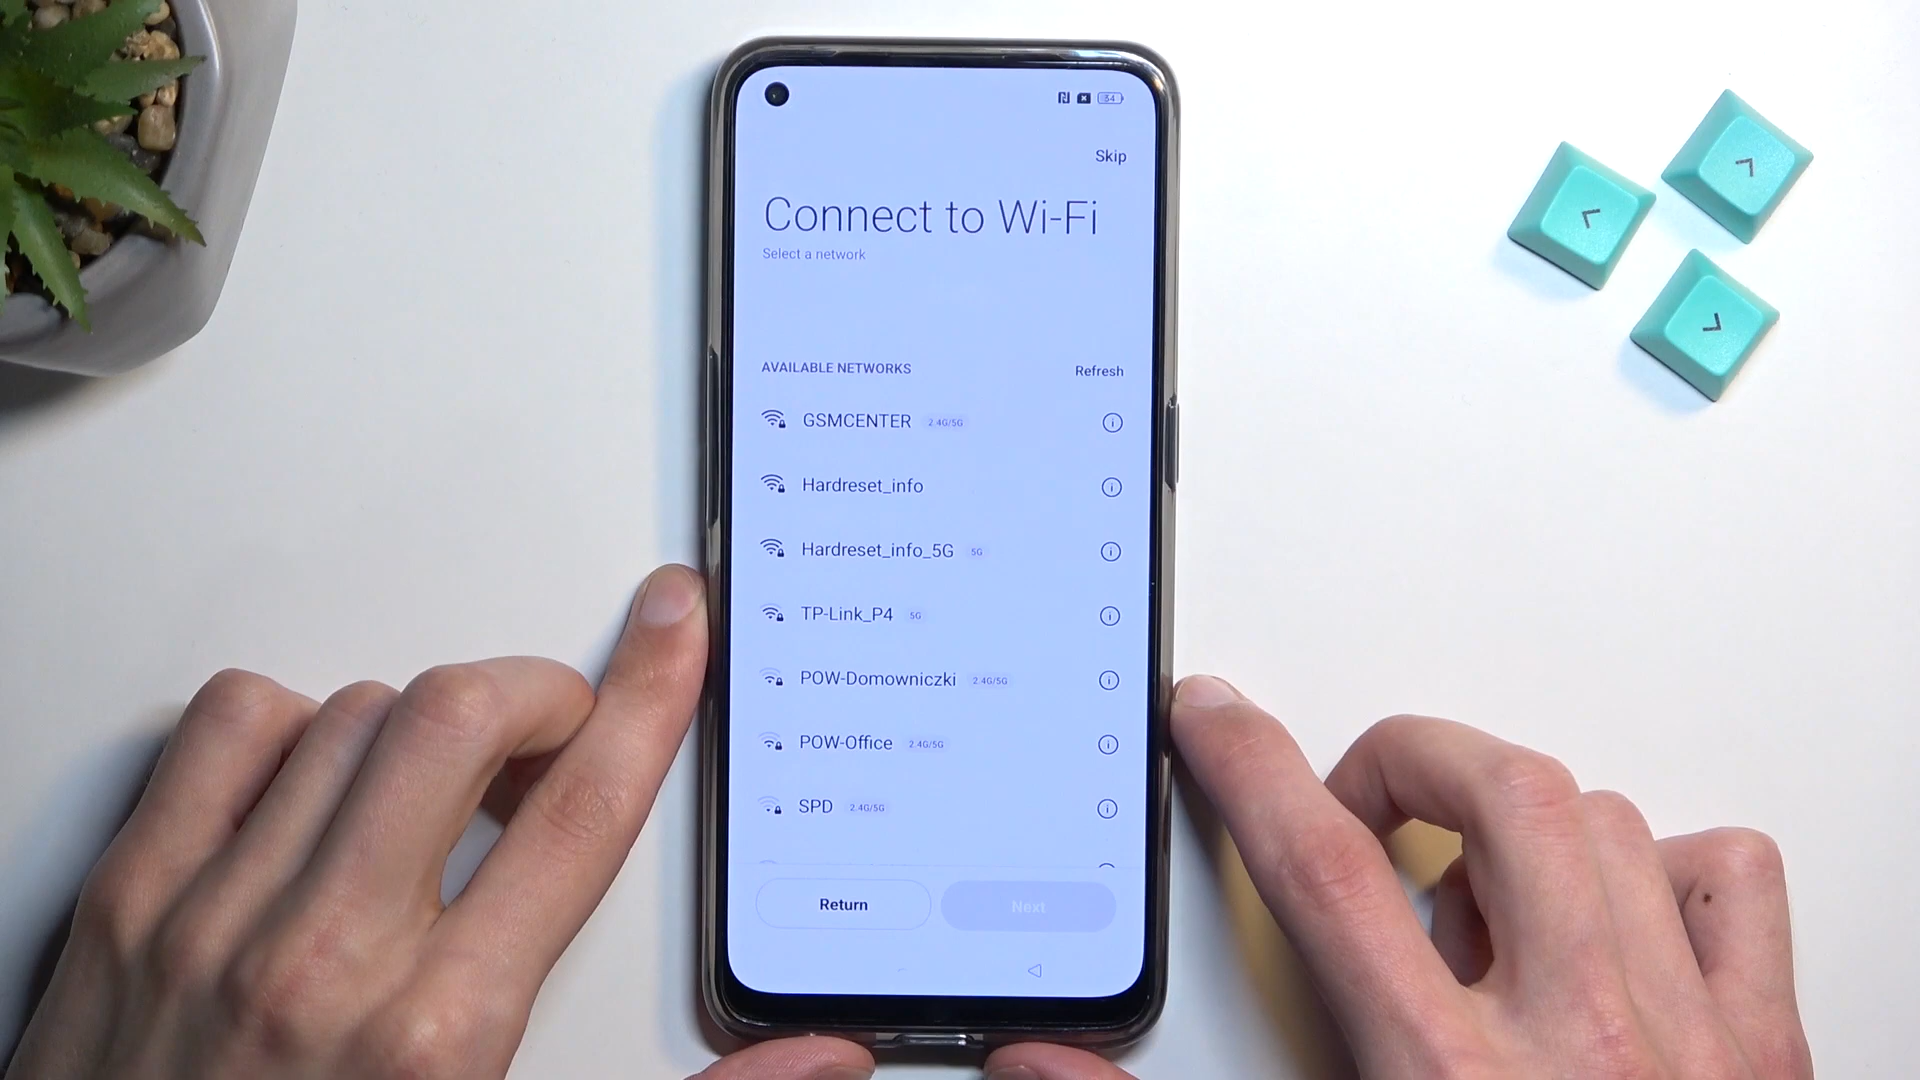 54
Skip
Connect to Wi-Fi
Select a network
AVAILABLE NETWORKS Refresh
GSMCENTER 2.4G/5G
Hardreset_info
Hardreset_info_5G 5G
TP-Link_P4 5G
POW-Domowniczki 2.4G/5G
POW-Office 2.4G/5G
SPD 2.4G/5G
Return Next